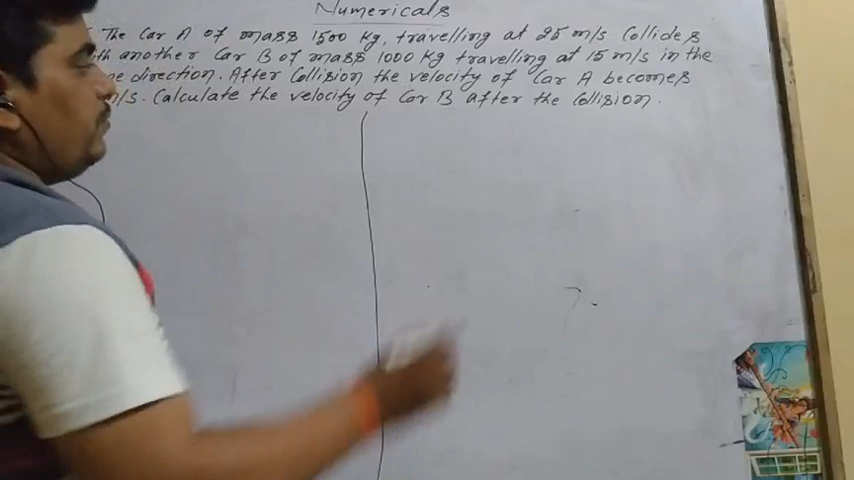 Numericals
The Car A of mass 1500 kg, travelling at 25 m/s Collides
another Car B of mass 1000 kg travelling at 15 m/s in the
direction. After Collision the velocity of Car A becomes
m/s. Calculate the velocity of Car B after the Collision.